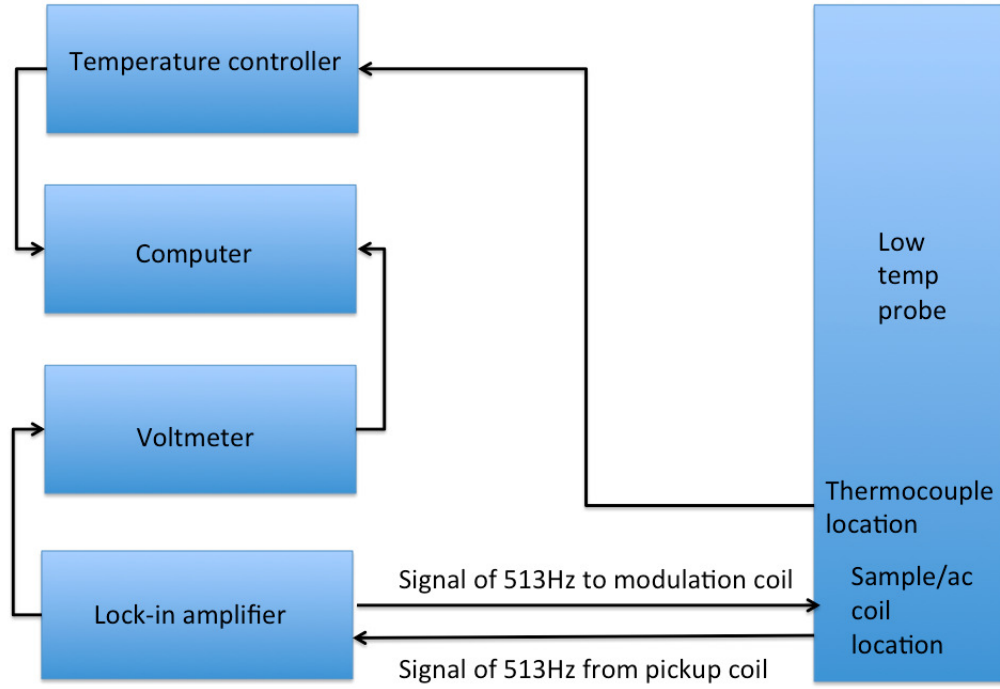 Temperature controller
Computer
Low
temp
probe
Voltmeter
Thermocouple
location
Signal of 513Hz to modulation coil
Sample/ac
coil
location
Lock-in amplifier
Signal of 513Hz from pickup coil